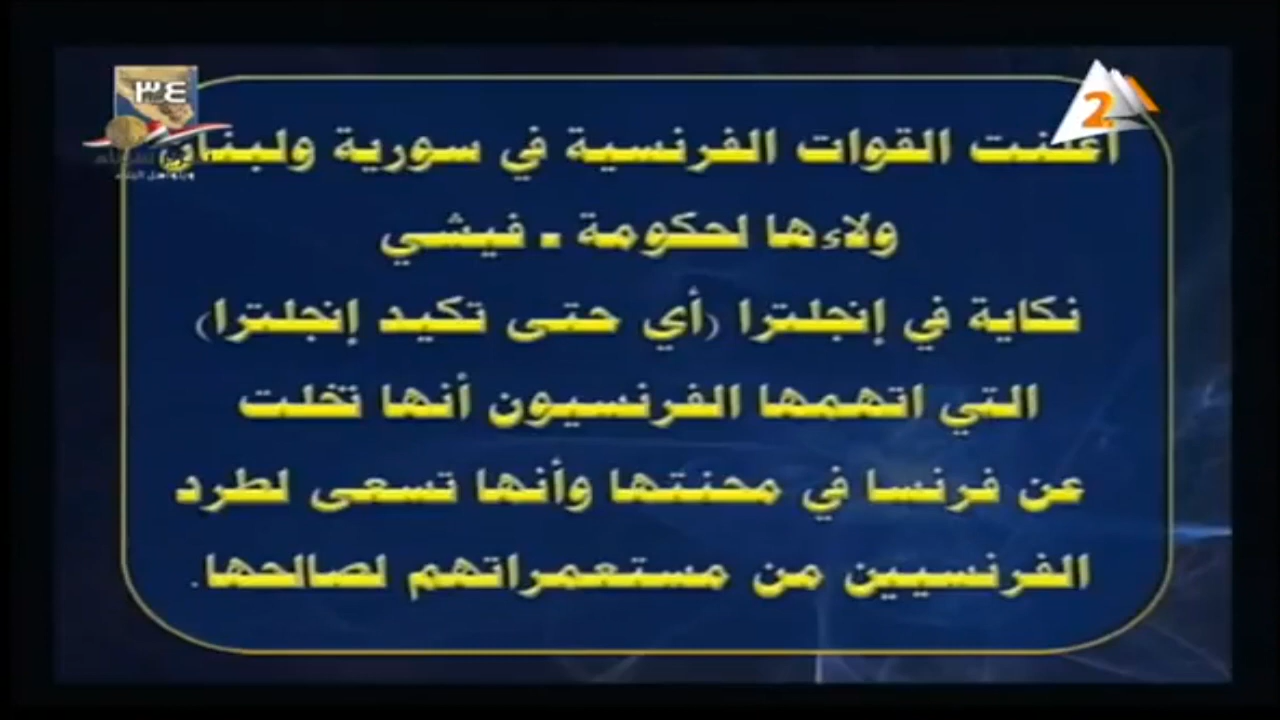 ٣٤
2
أعلنت القوات الفرنسية في سورية ولبنان
ولاءها لحكومة - فيشي
نكاية في إنجلترا (أي حتى تكيد إنجلترا)
التي اتهمها الفرنسيون أنها تخلت
عن فرنسا في محنتها وأنها تسعى لطرد
الفرنسيين من مستعمراتهم لصالحها.